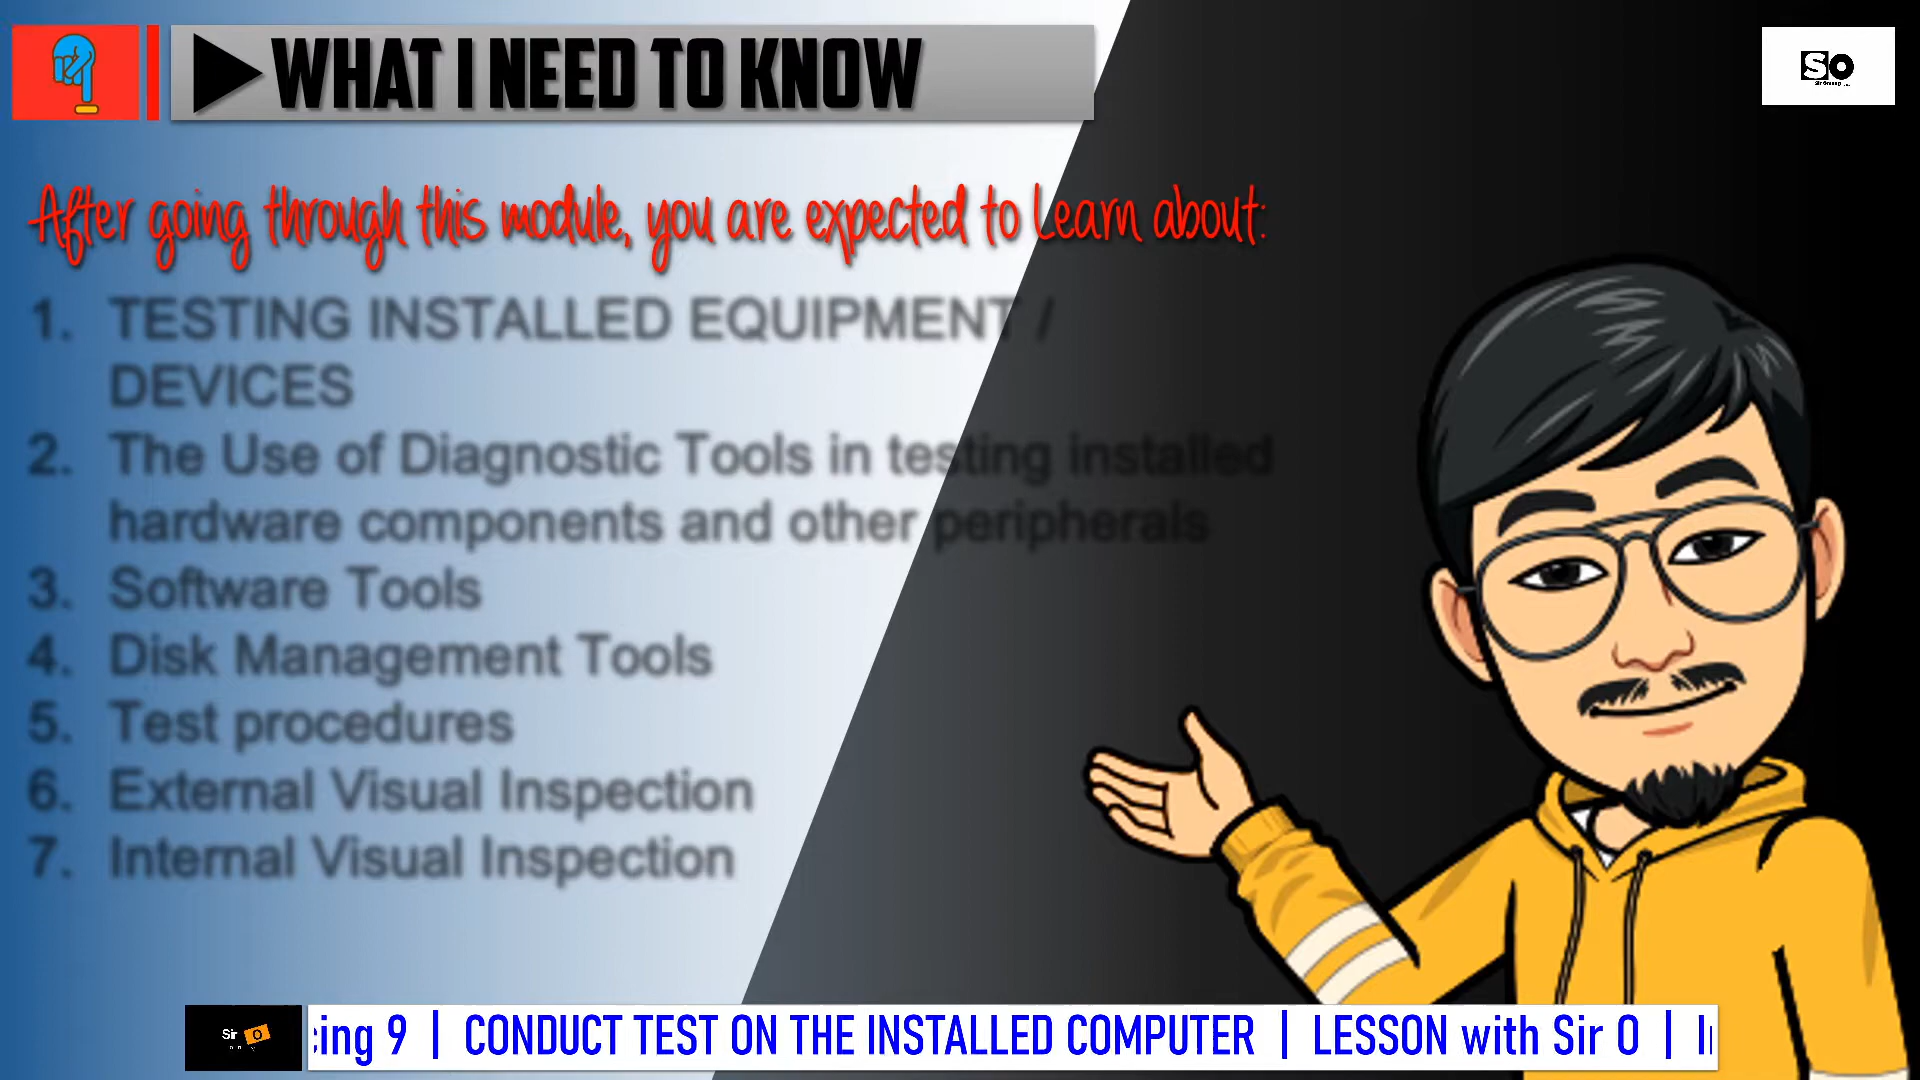 WHAT I NEED TO KNOW
SO
After going through this module, you are expected to Learn about:
1. TESTING INSTALLED EQUIPMENT /
DEVICES
2. The Use of Diagnostic Tools in testing installed
hardware components and other peripherals
3. Software Tools
4. Disk Management Tools
5. Test procedures
6. External Visual Inspection
7. Internal Visual Inspection
Sir O
ing 9 | CONDUCT TEST ON THE INSTALLED COMPUTER | LESSON with Sir O |